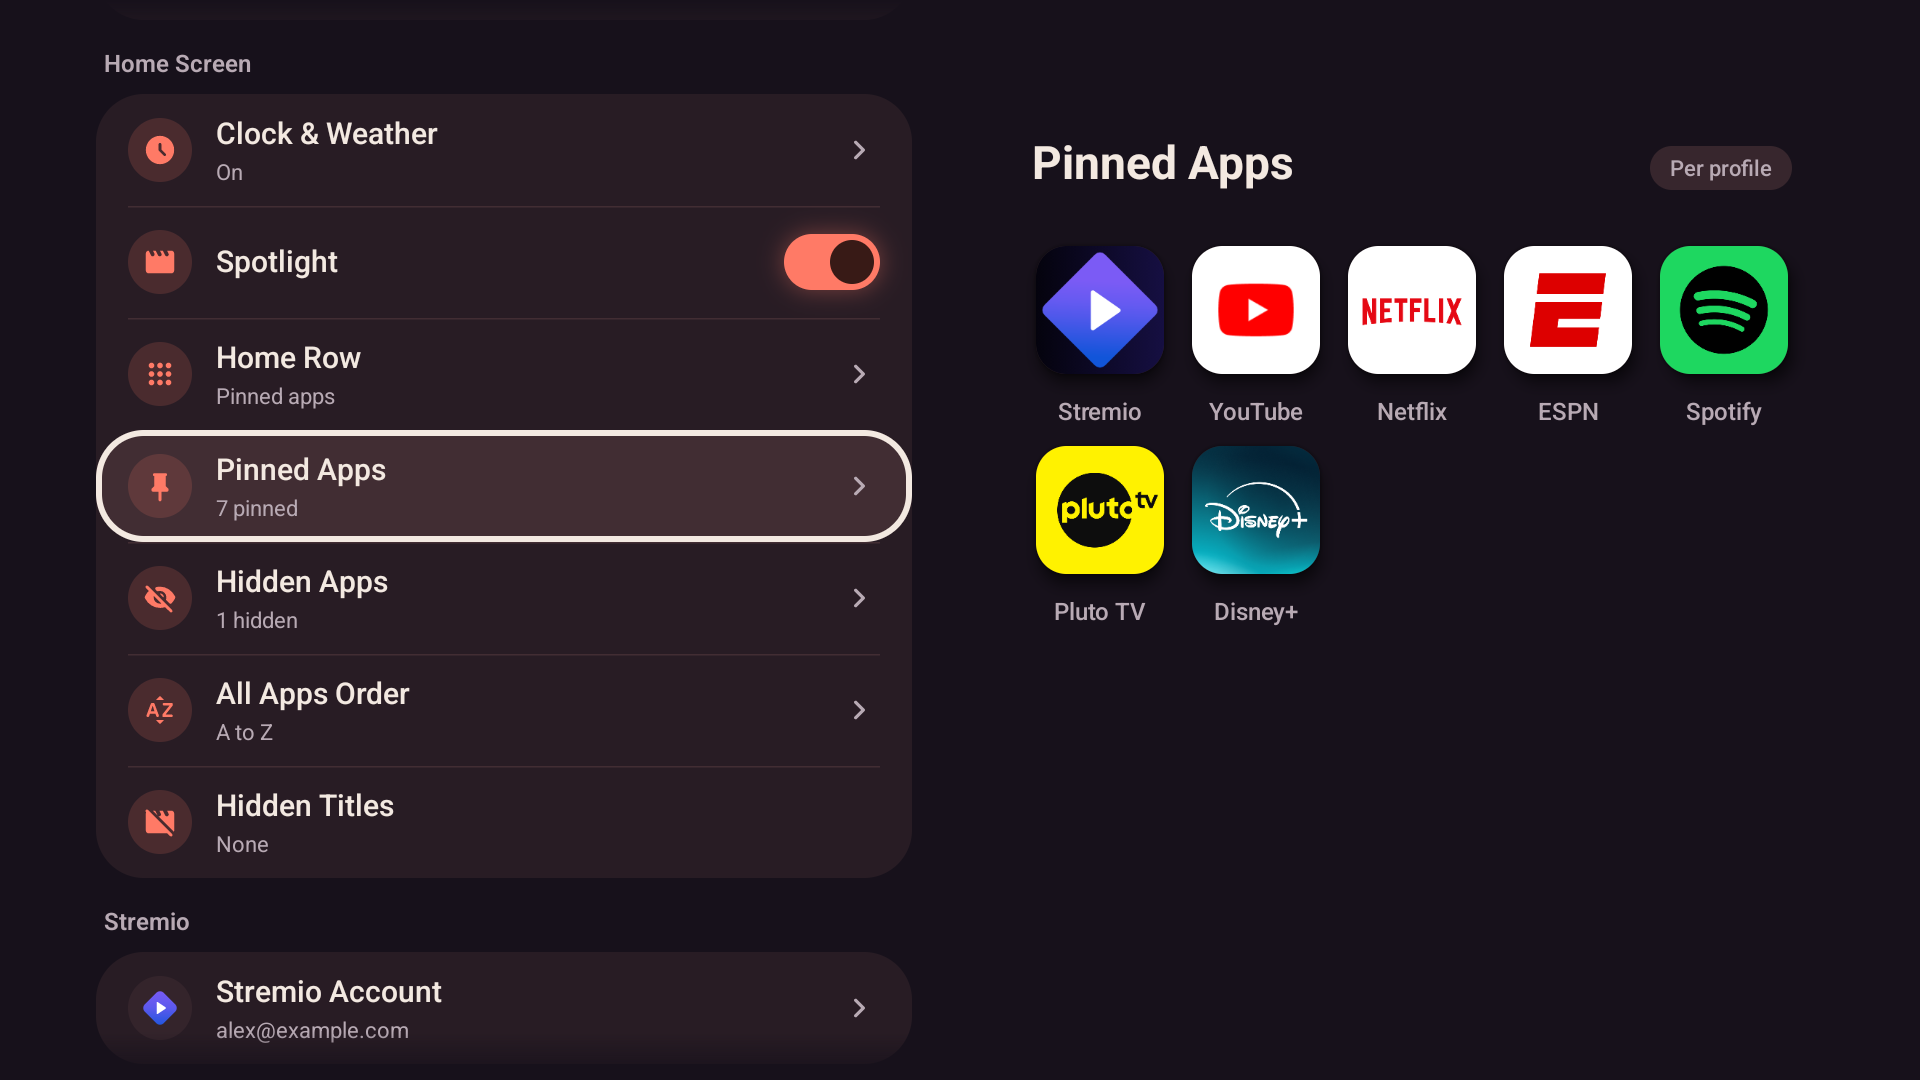 Home Screen
Clock & Weather
On
Spotlight
Home Row
Pinned apps
Pinned Apps
7 pinned
Hidden Apps
1 hidden
AZ
All Apps Order
A to Z
Hidden Titles
None
Stremio
Stremio Account
alex@example.com
Pinned Apps
Per profile
NETFLIX
Stremio
YouTube
Netflix
ESPN
Spotify
pluto tv
Disney+
Pluto TV
Disney+